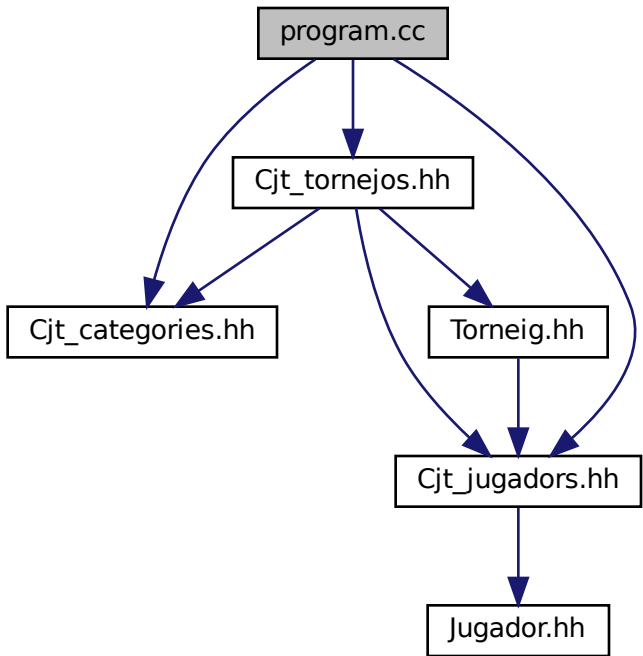 program.cc
Cjt_tornejos.hh
Cjt_categories.hh
Torneig.hh
Cjt_jugadors.hh
Jugador.hh